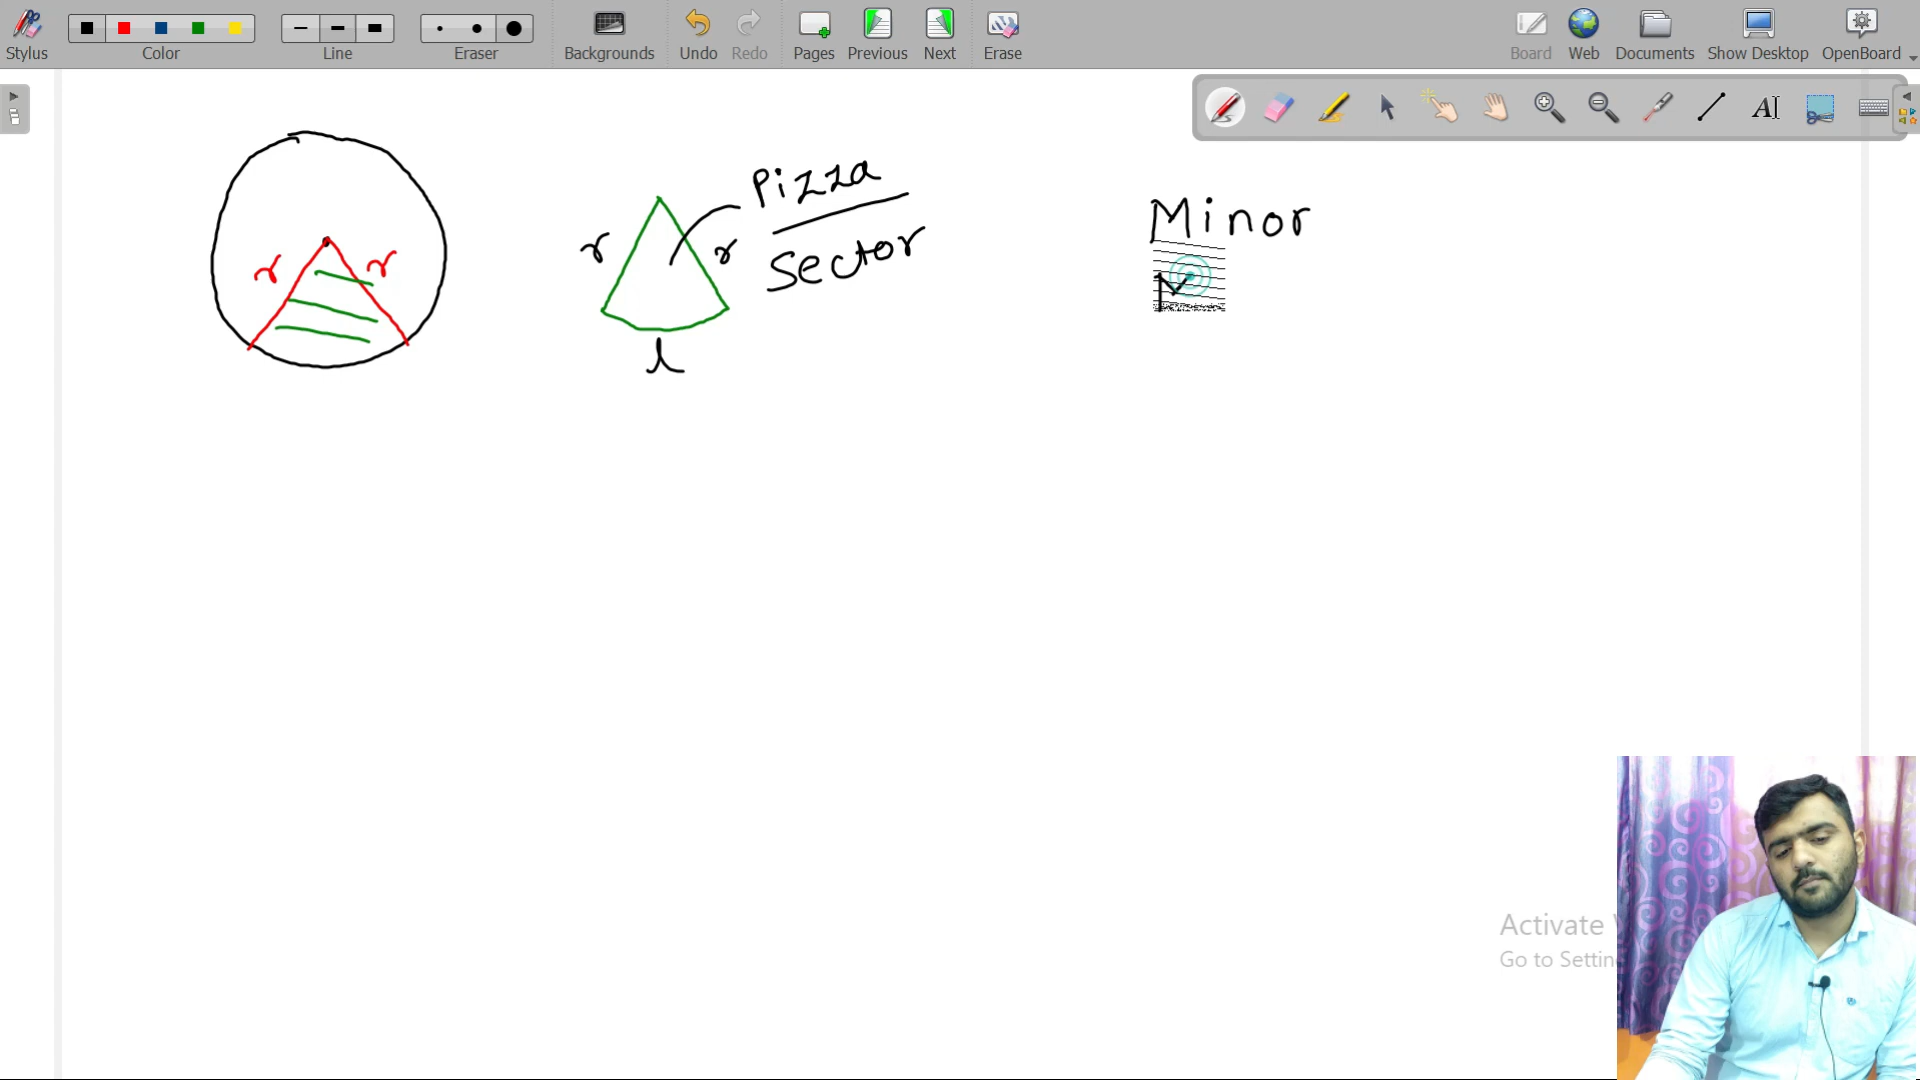 Stylus
Color
Line
Eraser
Backgrounds
Undo
Redo
Pages
Previous
Next
Erase
Board
Web
Documents
Show Desktop
OpenBoard
Pizza
Sector
r
r
r
r
l
Minor
M
Activate
Go to Settin